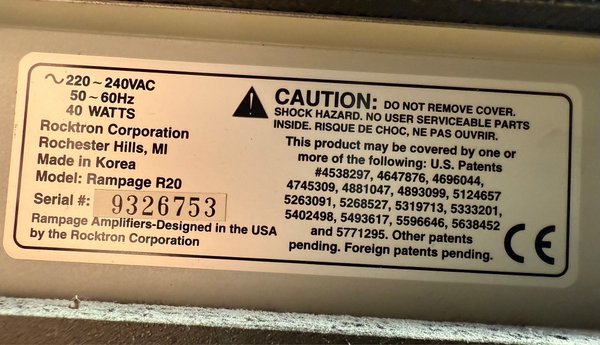 ~220~240VAC
50~60Hz
40 WATTS
Rocktron Corporation
Rochester Hills, MI
Made in Korea
Model: Rampage R20
Serial #: 9326753
Rampage Amplifiers-Designed in the USA
by the Rocktron Corporation
CAUTION: DO NOT REMOVE COVER.
SHOCK HAZARD. NO USER SERVICEABLE PARTS
INSIDE. RISQUE DE CHOC, NE PAS OUVRIR.
This product may be covered by one or
more of the following: U.S. Patents
#4538297, 4647876, 4696044,
4745309, 4881047, 4893099, 5124657
5263091, 5268527, 5319713, 5333201,
5402498, 5493617, 5596646, 5638452
and 5771295. Other patents
pending. Foreign patents pending.
CE